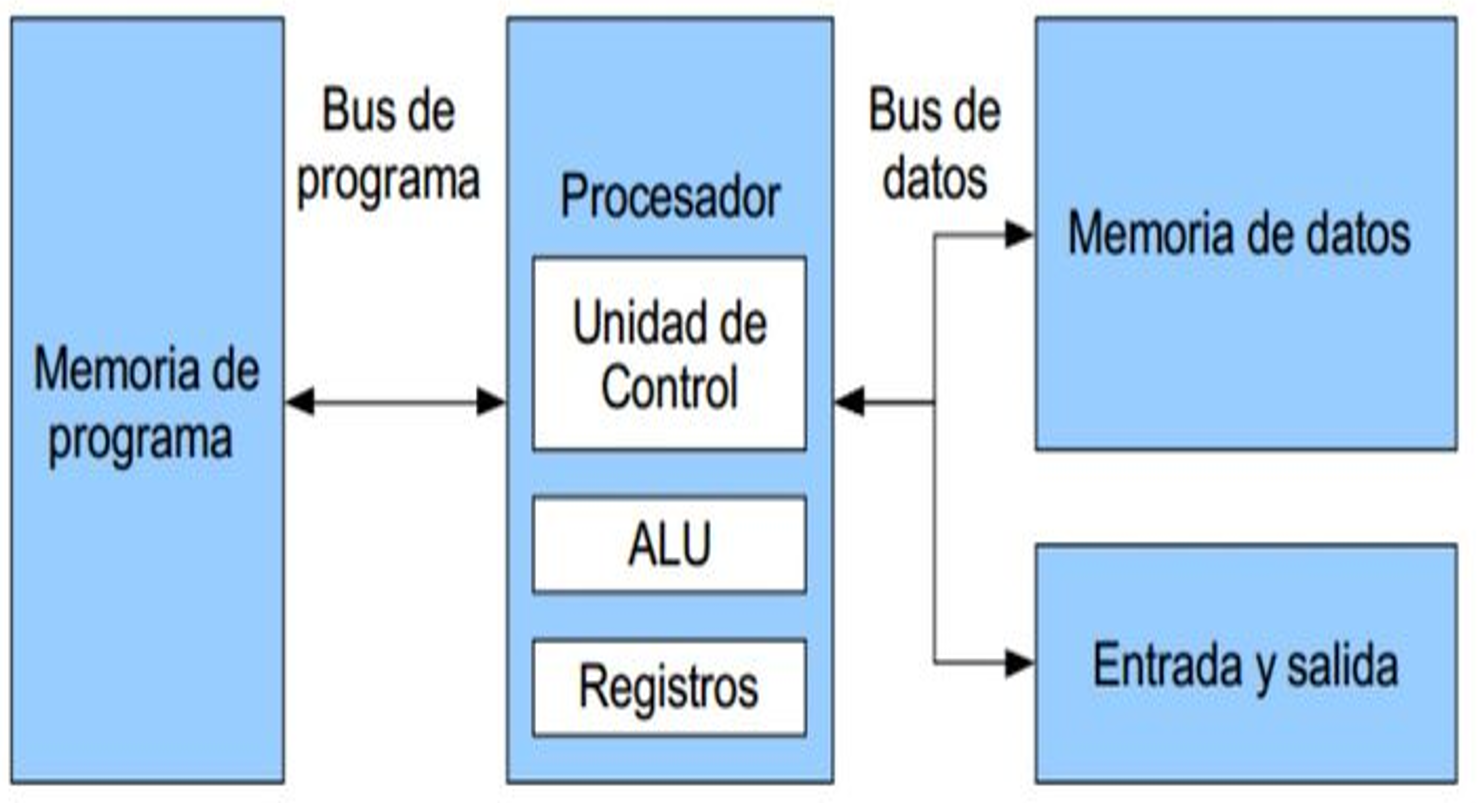 Memoria de
programa
Bus de
programa
Procesador
Unidad de
Control
ALU
Registros
Bus de
datos
Memoria de datos
Entrada y salida